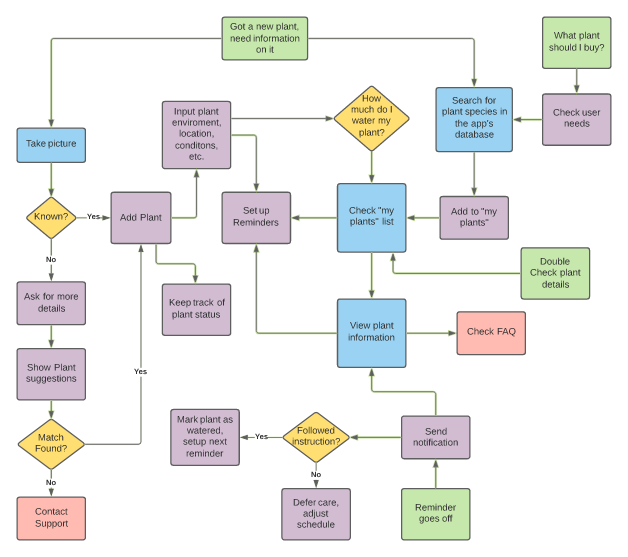 Got a new plant,
need information
on it
What plant
should I buy?
Input plant
enviroment,
location,
conditons,
etc.
How
much do I
water my
plant?
Search for
plant species in
the app's
database
Check user
needs
Take picture
Known?
Yes
Add Plant
Set up
Reminders
Check "my
plants" list
Add to "my
plants"
No
Ask for more
details
Keep track of
plant status
Double
Check plant
details
View plant
information
Check FAQ
Show Plant
suggestions
Yes
Match
Found?
Mark plant as
watered,
setup next
reminder
Yes
Followed
instruction?
Send
notification
No
No
Contact
Support
Defer care,
adjust
schedule
Reminder
goes off